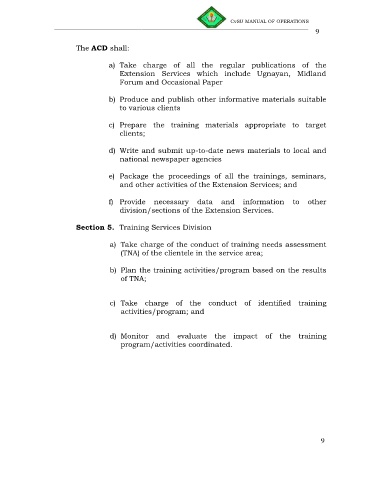 CoSU MANUAL OF OPERATIONS
9
The ACD shall:
a) Take charge of all the regular publications of the
Extension Services which include Ugnayan, Midland
Forum and Occasional Paper
b) Produce and publish other informative materials suitable
to various clients
c) Prepare the training materials appropriate to target
clients;
d) Write and submit up-to-date news materials to local and
national newspaper agencies
e) Package the proceedings of all the trainings, seminars,
and other activities of the Extension Services; and
f) Provide necessary data and information to other
division/sections of the Extension Services.
Section 5. Training Services Division
a) Take charge of the conduct of training needs assessment
(TNA) of the clientele in the service area;
b) Plan the training activities/program based on the results
of TNA;
c) Take charge of the conduct of identified training
activities/program; and
d) Monitor and evaluate the impact of the training
program/activities coordinated.
9